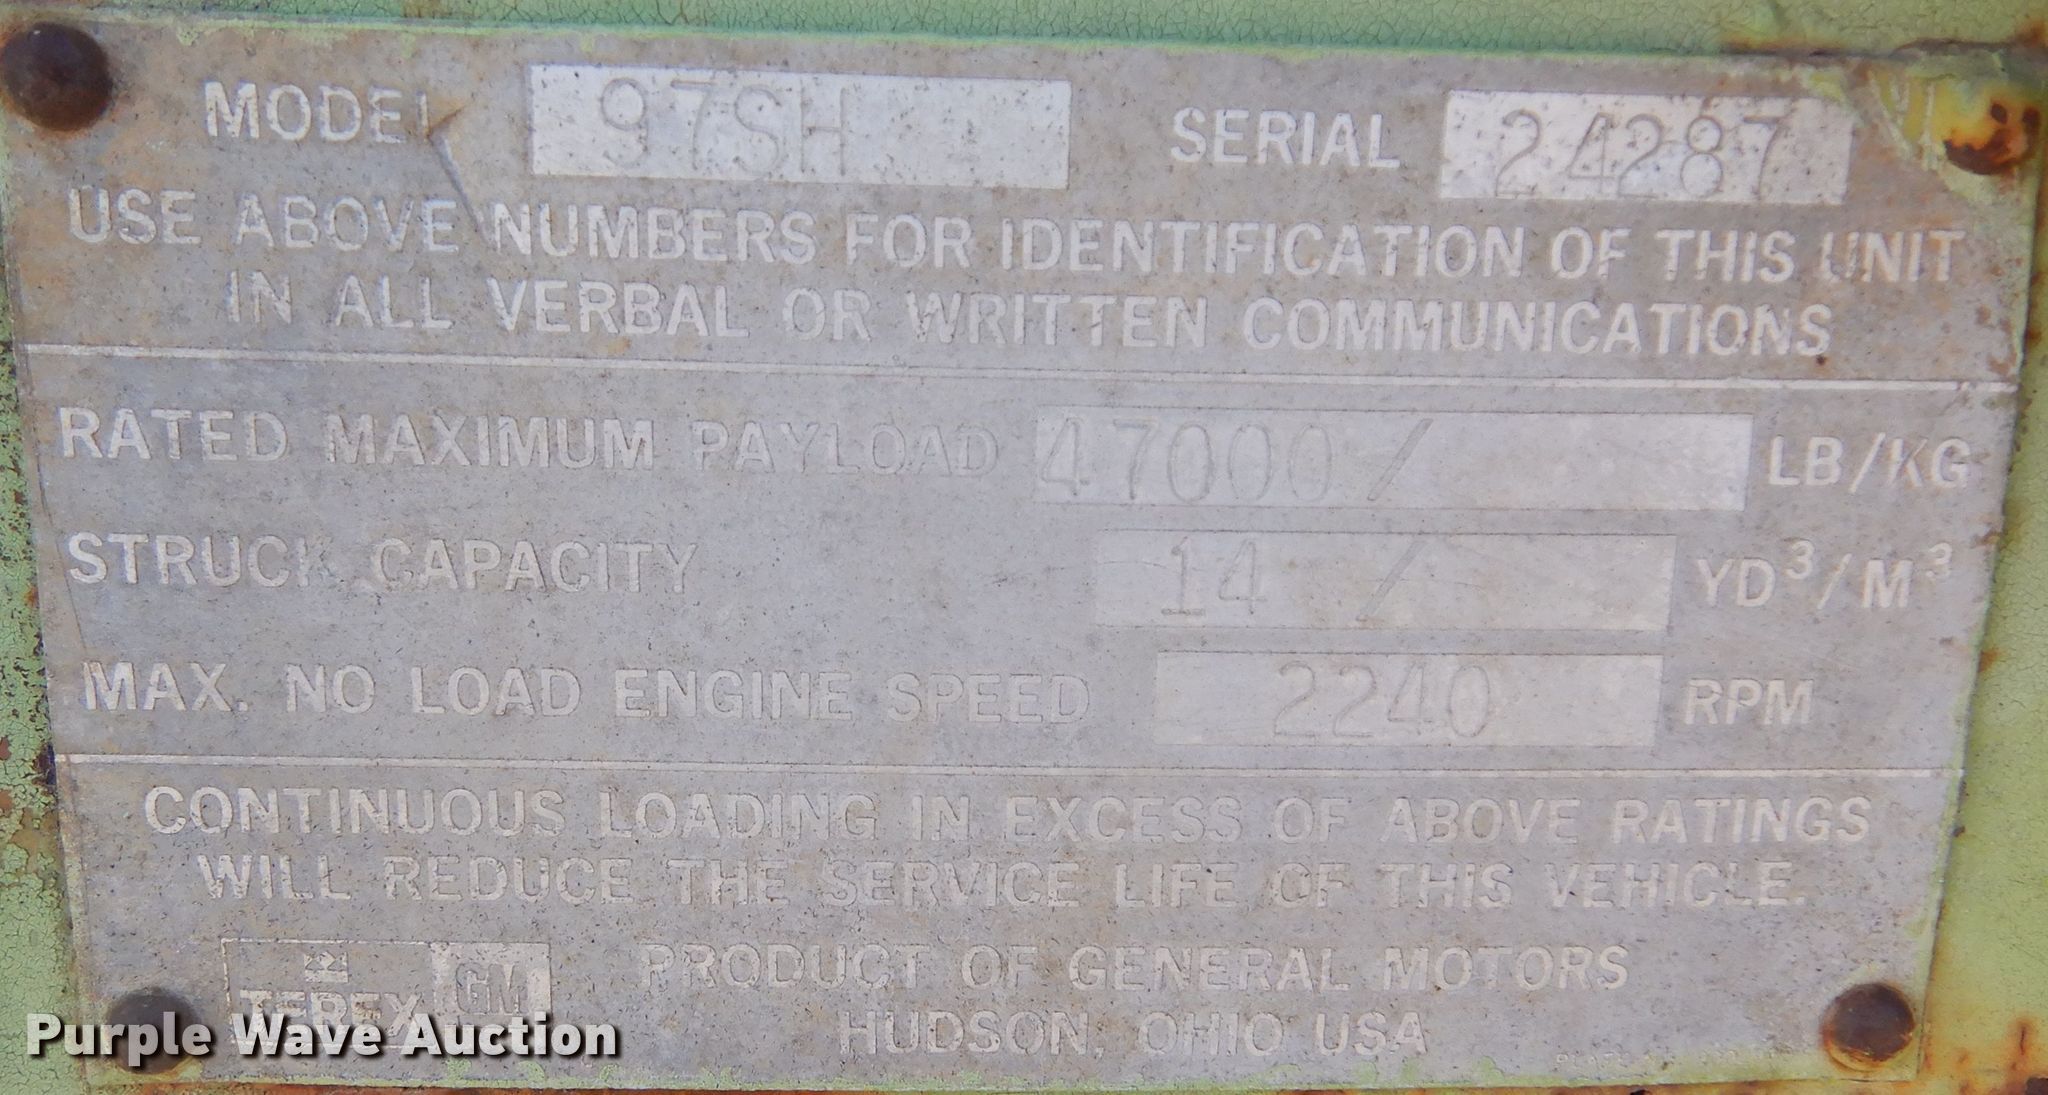 MODEL 97SH SERIAL 24287
USE ABOVE NUMBERS FOR IDENTIFICATION OF THIS UNIT
IN ALL VERBAL OR WRITTEN COMMUNICATIONS
RATED MAXIMUM PAYLOAD 47000/ LB/KG
STRUCK CAPACITY 14 / YD³/M³
MAX. NO LOAD ENGINE SPEED 2240 RPM
CONTINUOUS LOADING IN EXCESS OF ABOVE RATINGS
WILL REDUCE THE SERVICE LIFE OF THIS VEHICLE.
TEREX GM PRODUCT OF GENERAL MOTORS
HUDSON, OHIO USA
Purple Wave Auction